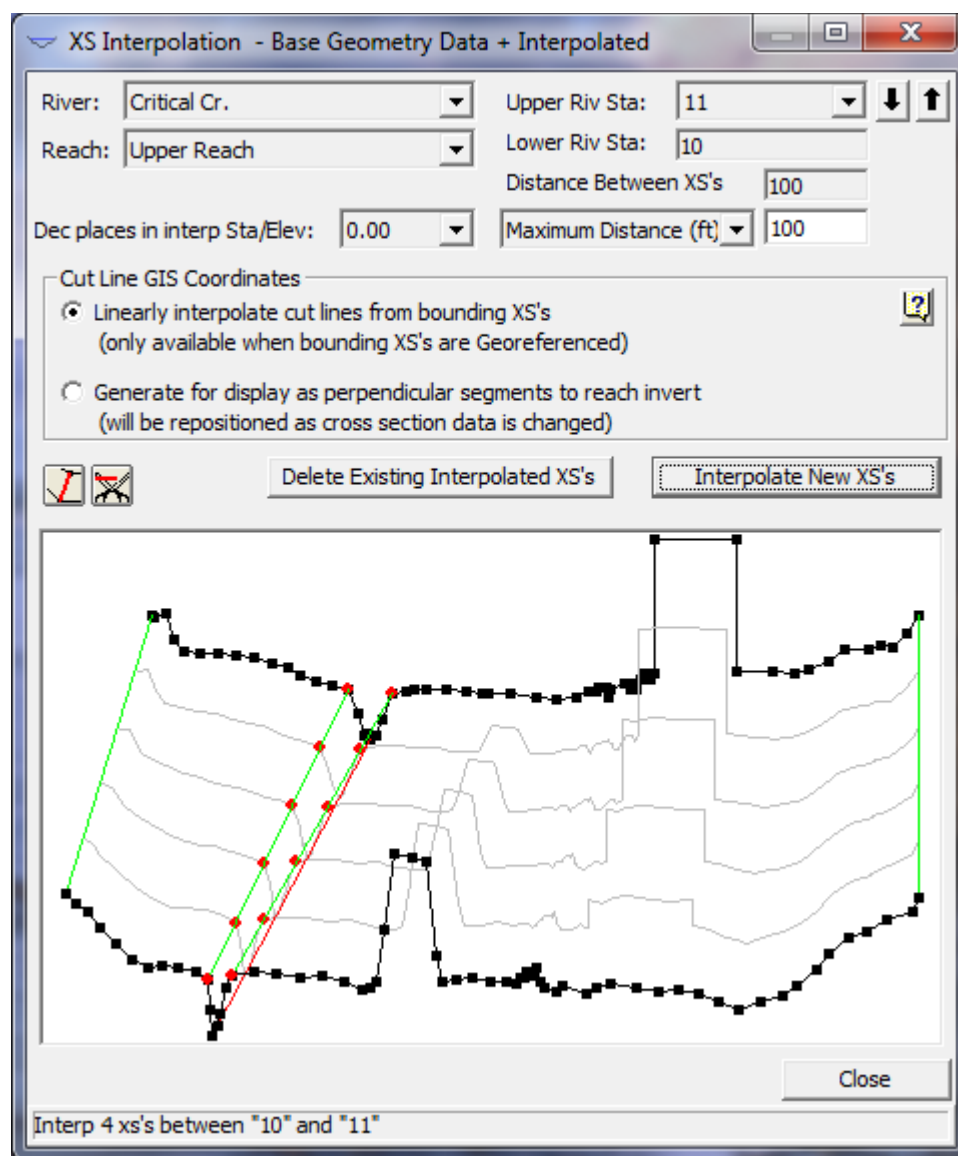 XS Interpolation - Base Geometry Data + Interpolated
River: Critical Cr. Upper Riv Sta: 11
Reach: Upper Reach Lower Riv Sta: 10
Distance Between XS's 100
Dec places in interp Sta/Elev: 0.00 Maximum Distance (ft) 100
Cut Line GIS Coordinates
Linearly interpolate cut lines from bounding XS's
(only available when bounding XS's are Georeferenced)
Generate for display as perpendicular segments to reach invert
(will be repositioned as cross section data is changed)
Delete Existing Interpolated XS's Interpolate New XS's
Close
Interp 4 xs's between "10" and "11"